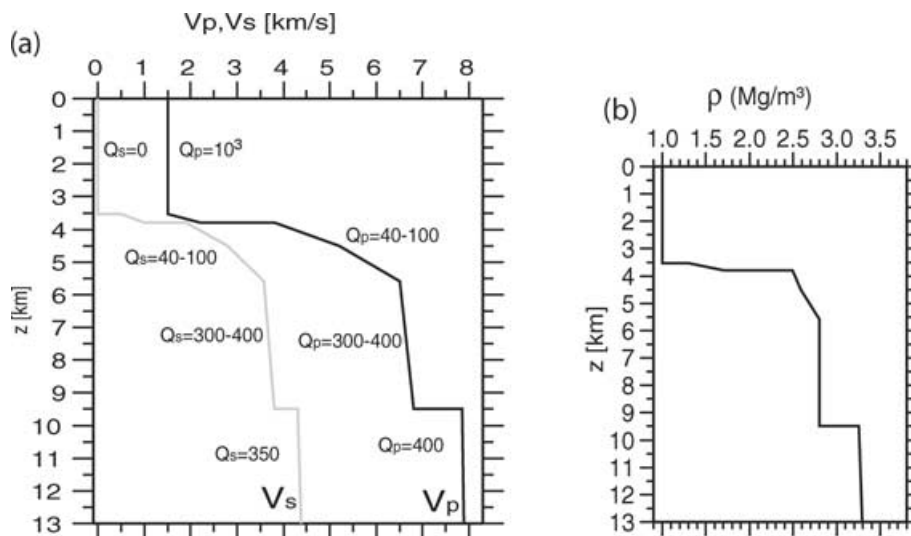 Vp,Vs [km/s]
(a)
0 1 2 3 4 5 6 7 8
0
1
2
3
4
5
6
7
8
9
10
11
12
13
z [km]
Qs=0
Qp=10³
Qp=40-100
Qs=40-100
Qs=300-400
Qp=300-400
Qs=350
Qp=400
Vs
Vp
(b)
ρ (Mg/m³)
1.0 1.5 2.0 2.5 3.0 3.5
0
1
2
3
4
5
6
7
8
9
10
11
12
13
z [km]